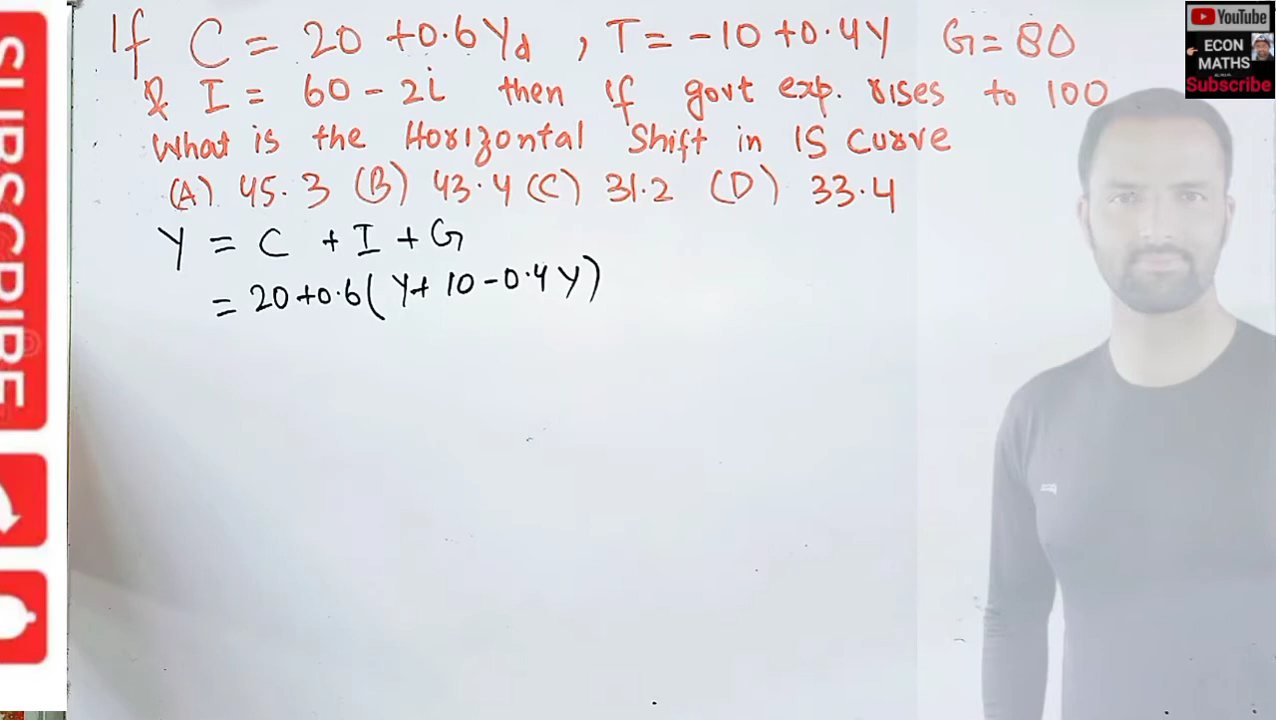 If C = 20 + 0.6Yd , T = -10 + 0.4Y G = 80
& I = 60 - 2i then if govt exp. rises to 100
What is the Horizontal Shift in IS Curve
(A) 45.3 (B) 43.4 (C) 31.2 (D) 33.4
Y = C + I + G
= 20 + 0.6 ( Y + 10 - 0.4 Y )
YouTube
ECON
MATHS
Subscribe
SUBSCRIBE